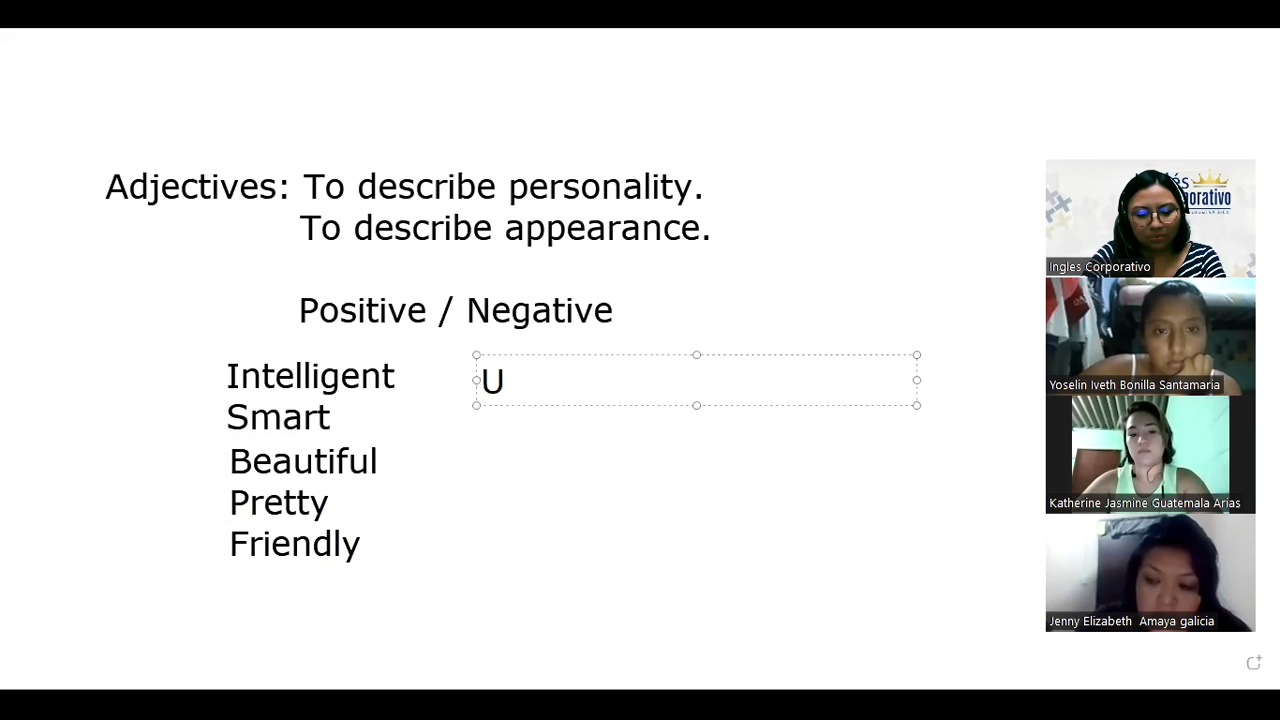 Adjectives: To describe personality.
To describe appearance.
Positive / Negative
Intelligent
U
Smart
Beautiful
Pretty
Friendly
Ingles Corporativo
Yoselin Iveth Bonilla Santamaria
Katherine Jasmine Guatemala Arias
Jenny Elizabeth Amaya galicia